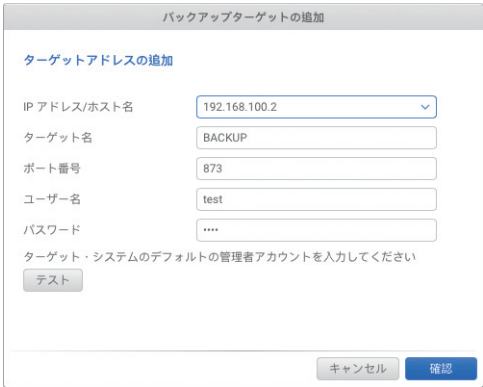 バックアップターゲットの追加
ターゲットアドレスの追加
IP アドレス/ホスト名 192.168.100.2
ターゲット名 BACKUP
ポート番号 873
ユーザー名 test
パスワード ••••
ターゲット・システムのデフォルトの管理者アカウントを入力してください
テスト
キャンセル 確認